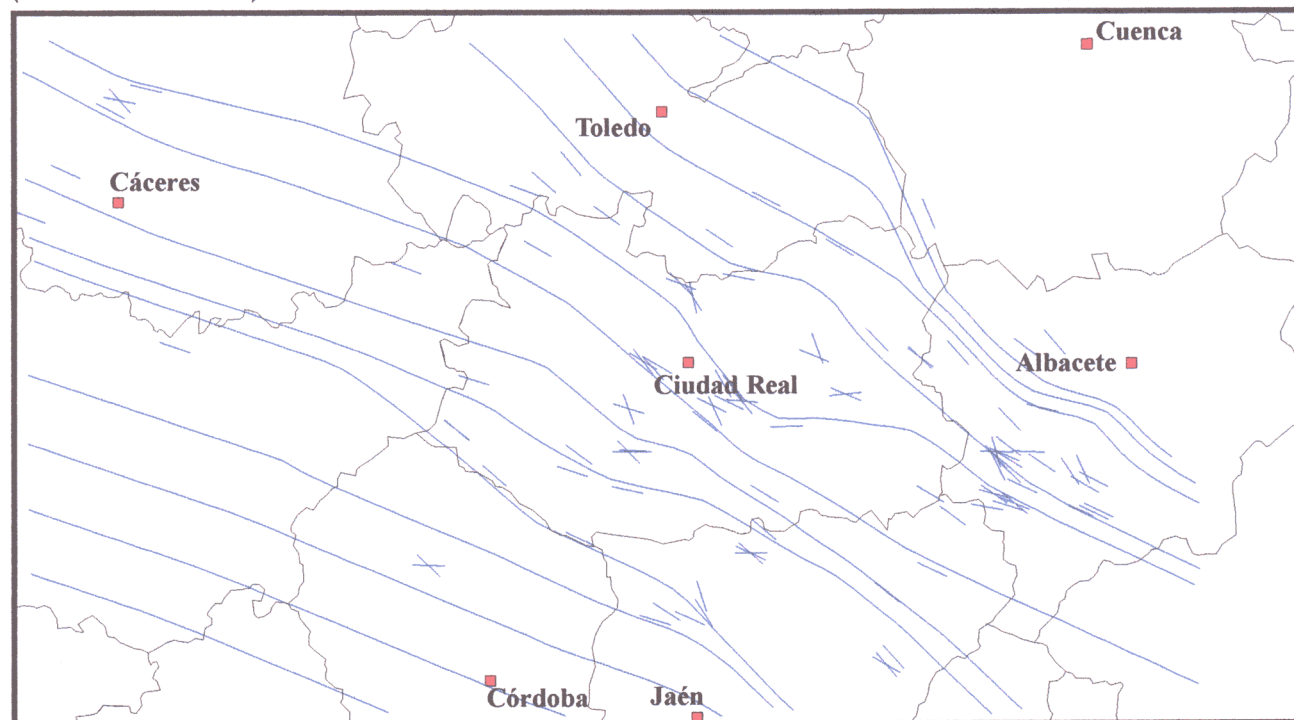 Cuenca
Toledo
Cáceres
Albacete
Ciudad Real
Córdoba
Jaén